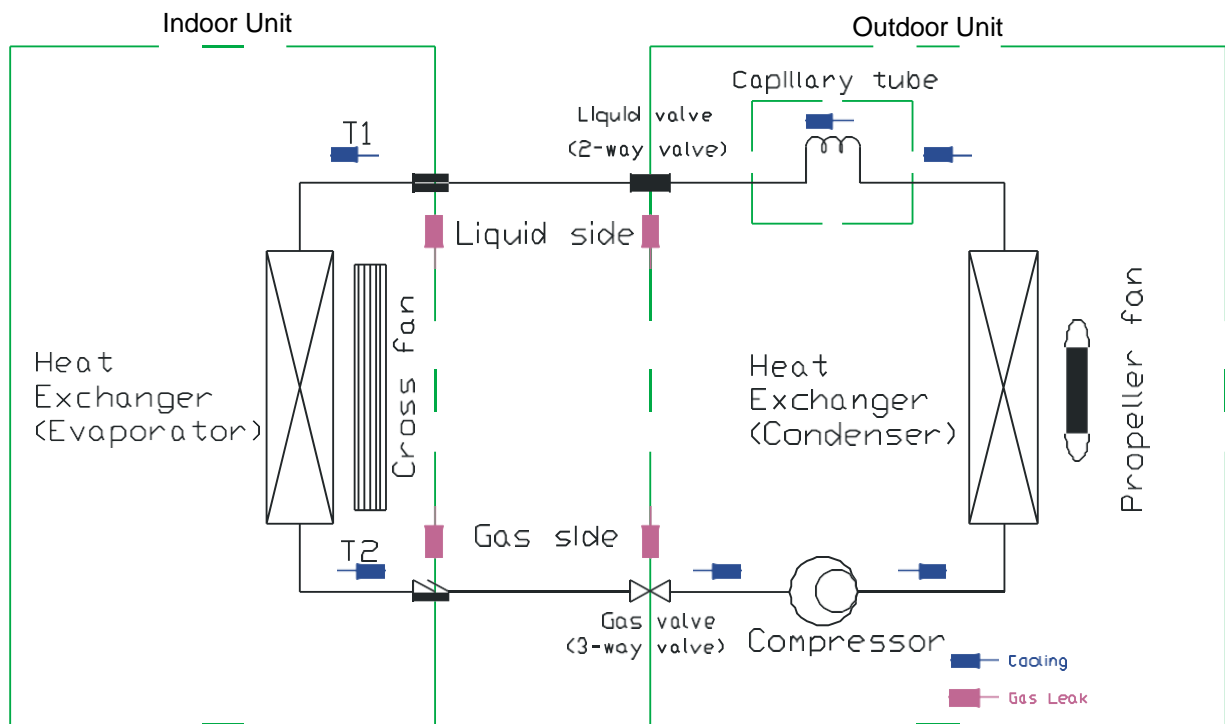 Indoor Unit
Outdoor Unit
Capillary tube
Liquid valve
(2-way valve)
T1
Liquid side
Heat
Exchanger
(Evaporator)
Cross fan
Heat
Exchanger
(Condenser)
Propeller fan
Gas side
T2
Gas valve
(3-way valve)
Compressor
Cooling
Gas Leak